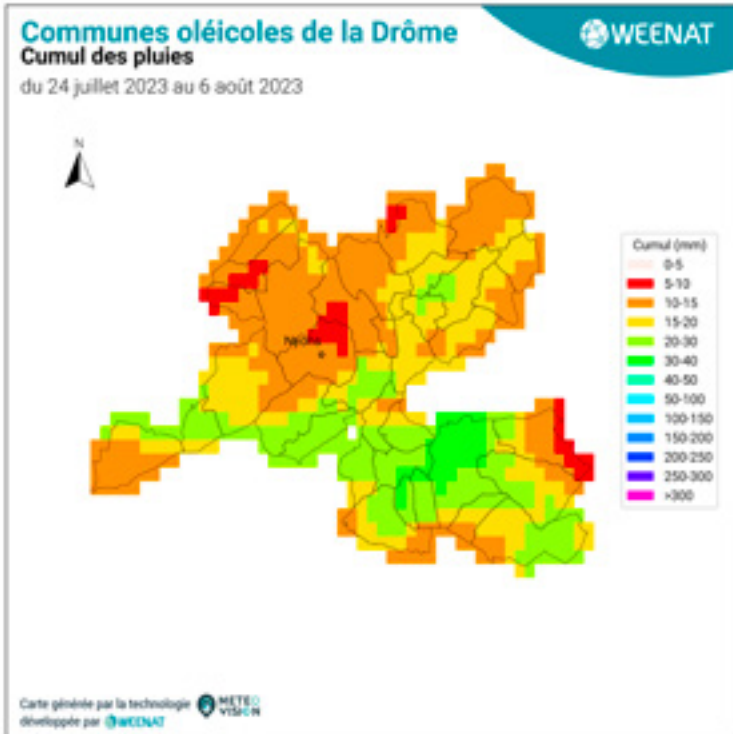 Communes oléicoles de la Drôme
Cumul des pluies
du 24 juillet 2023 au 6 août 2023
WEENAT
N
Nyons
Cumul (mm)
0-5
5-10
10-15
15-20
20-30
30-40
40-50
50-100
100-150
150-200
200-250
250-300
>300
Carte générée par la technologie METEO VISION
développée par WEENAT